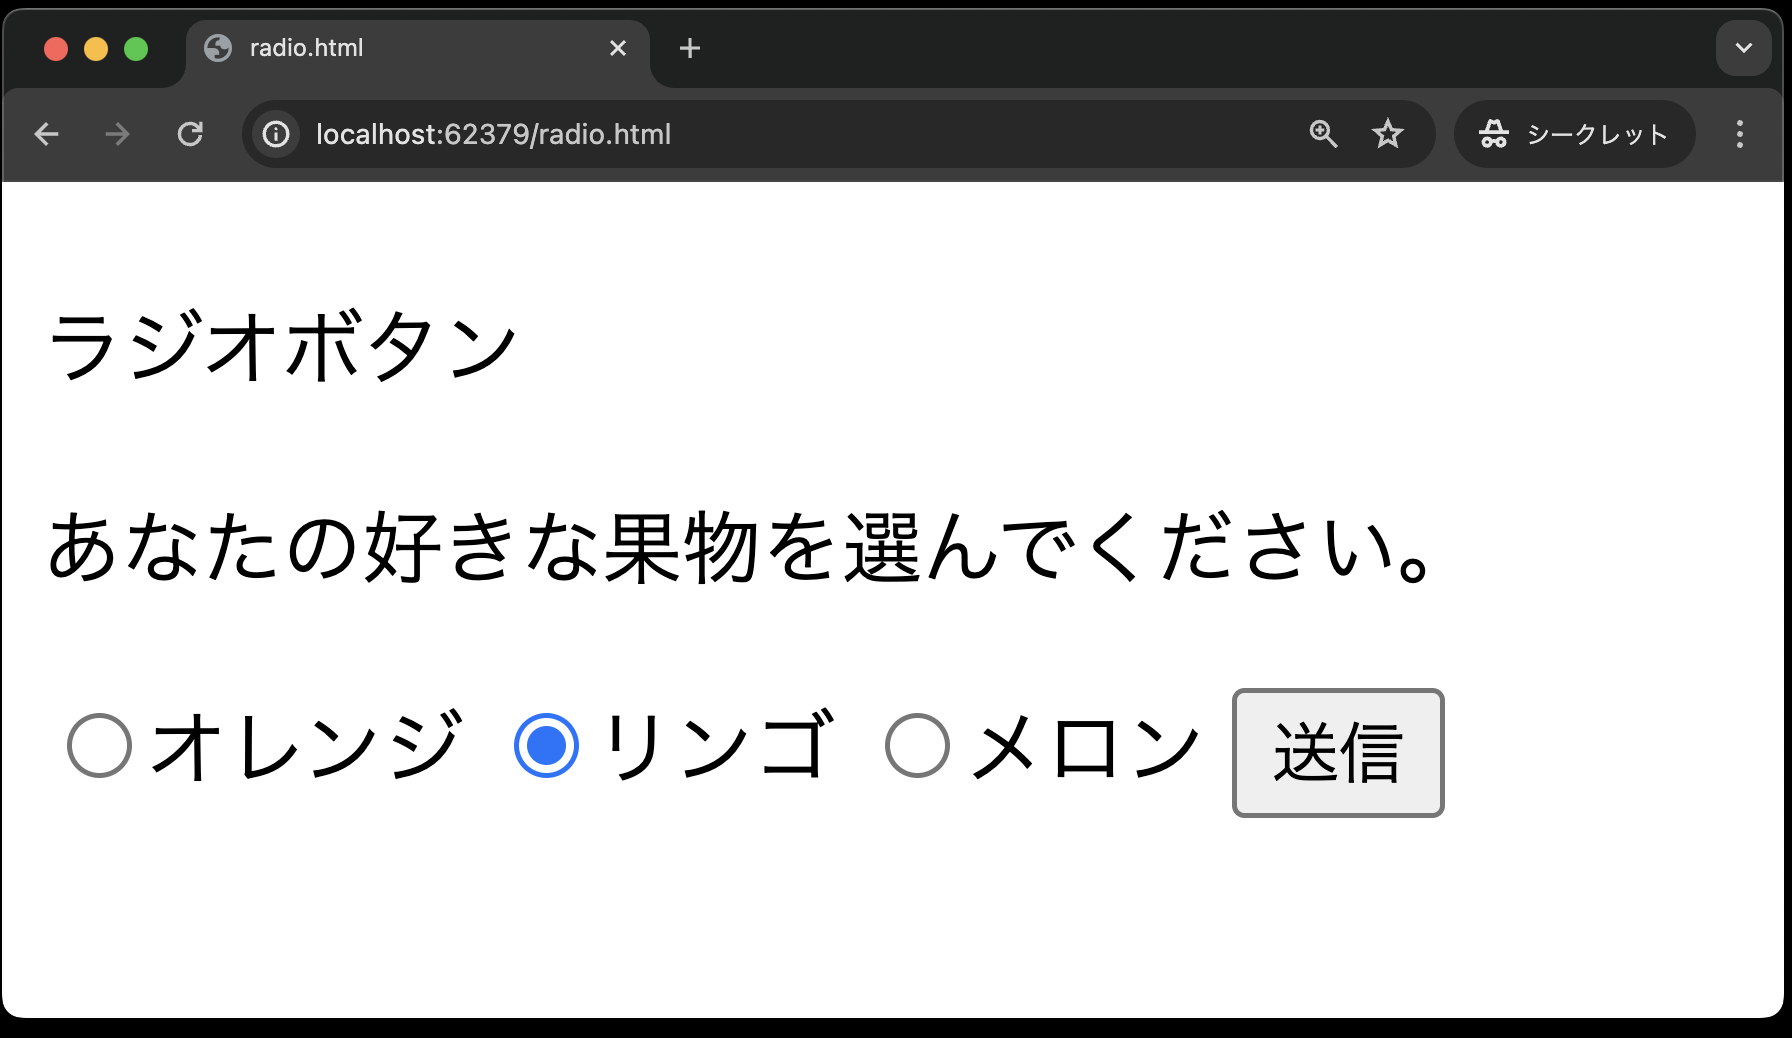 radio.html
localhost:62379/radio.html シークレット
ラジオボタン
あなたの好きな果物を選んでください。
オレンジ リンゴ メロン 送信